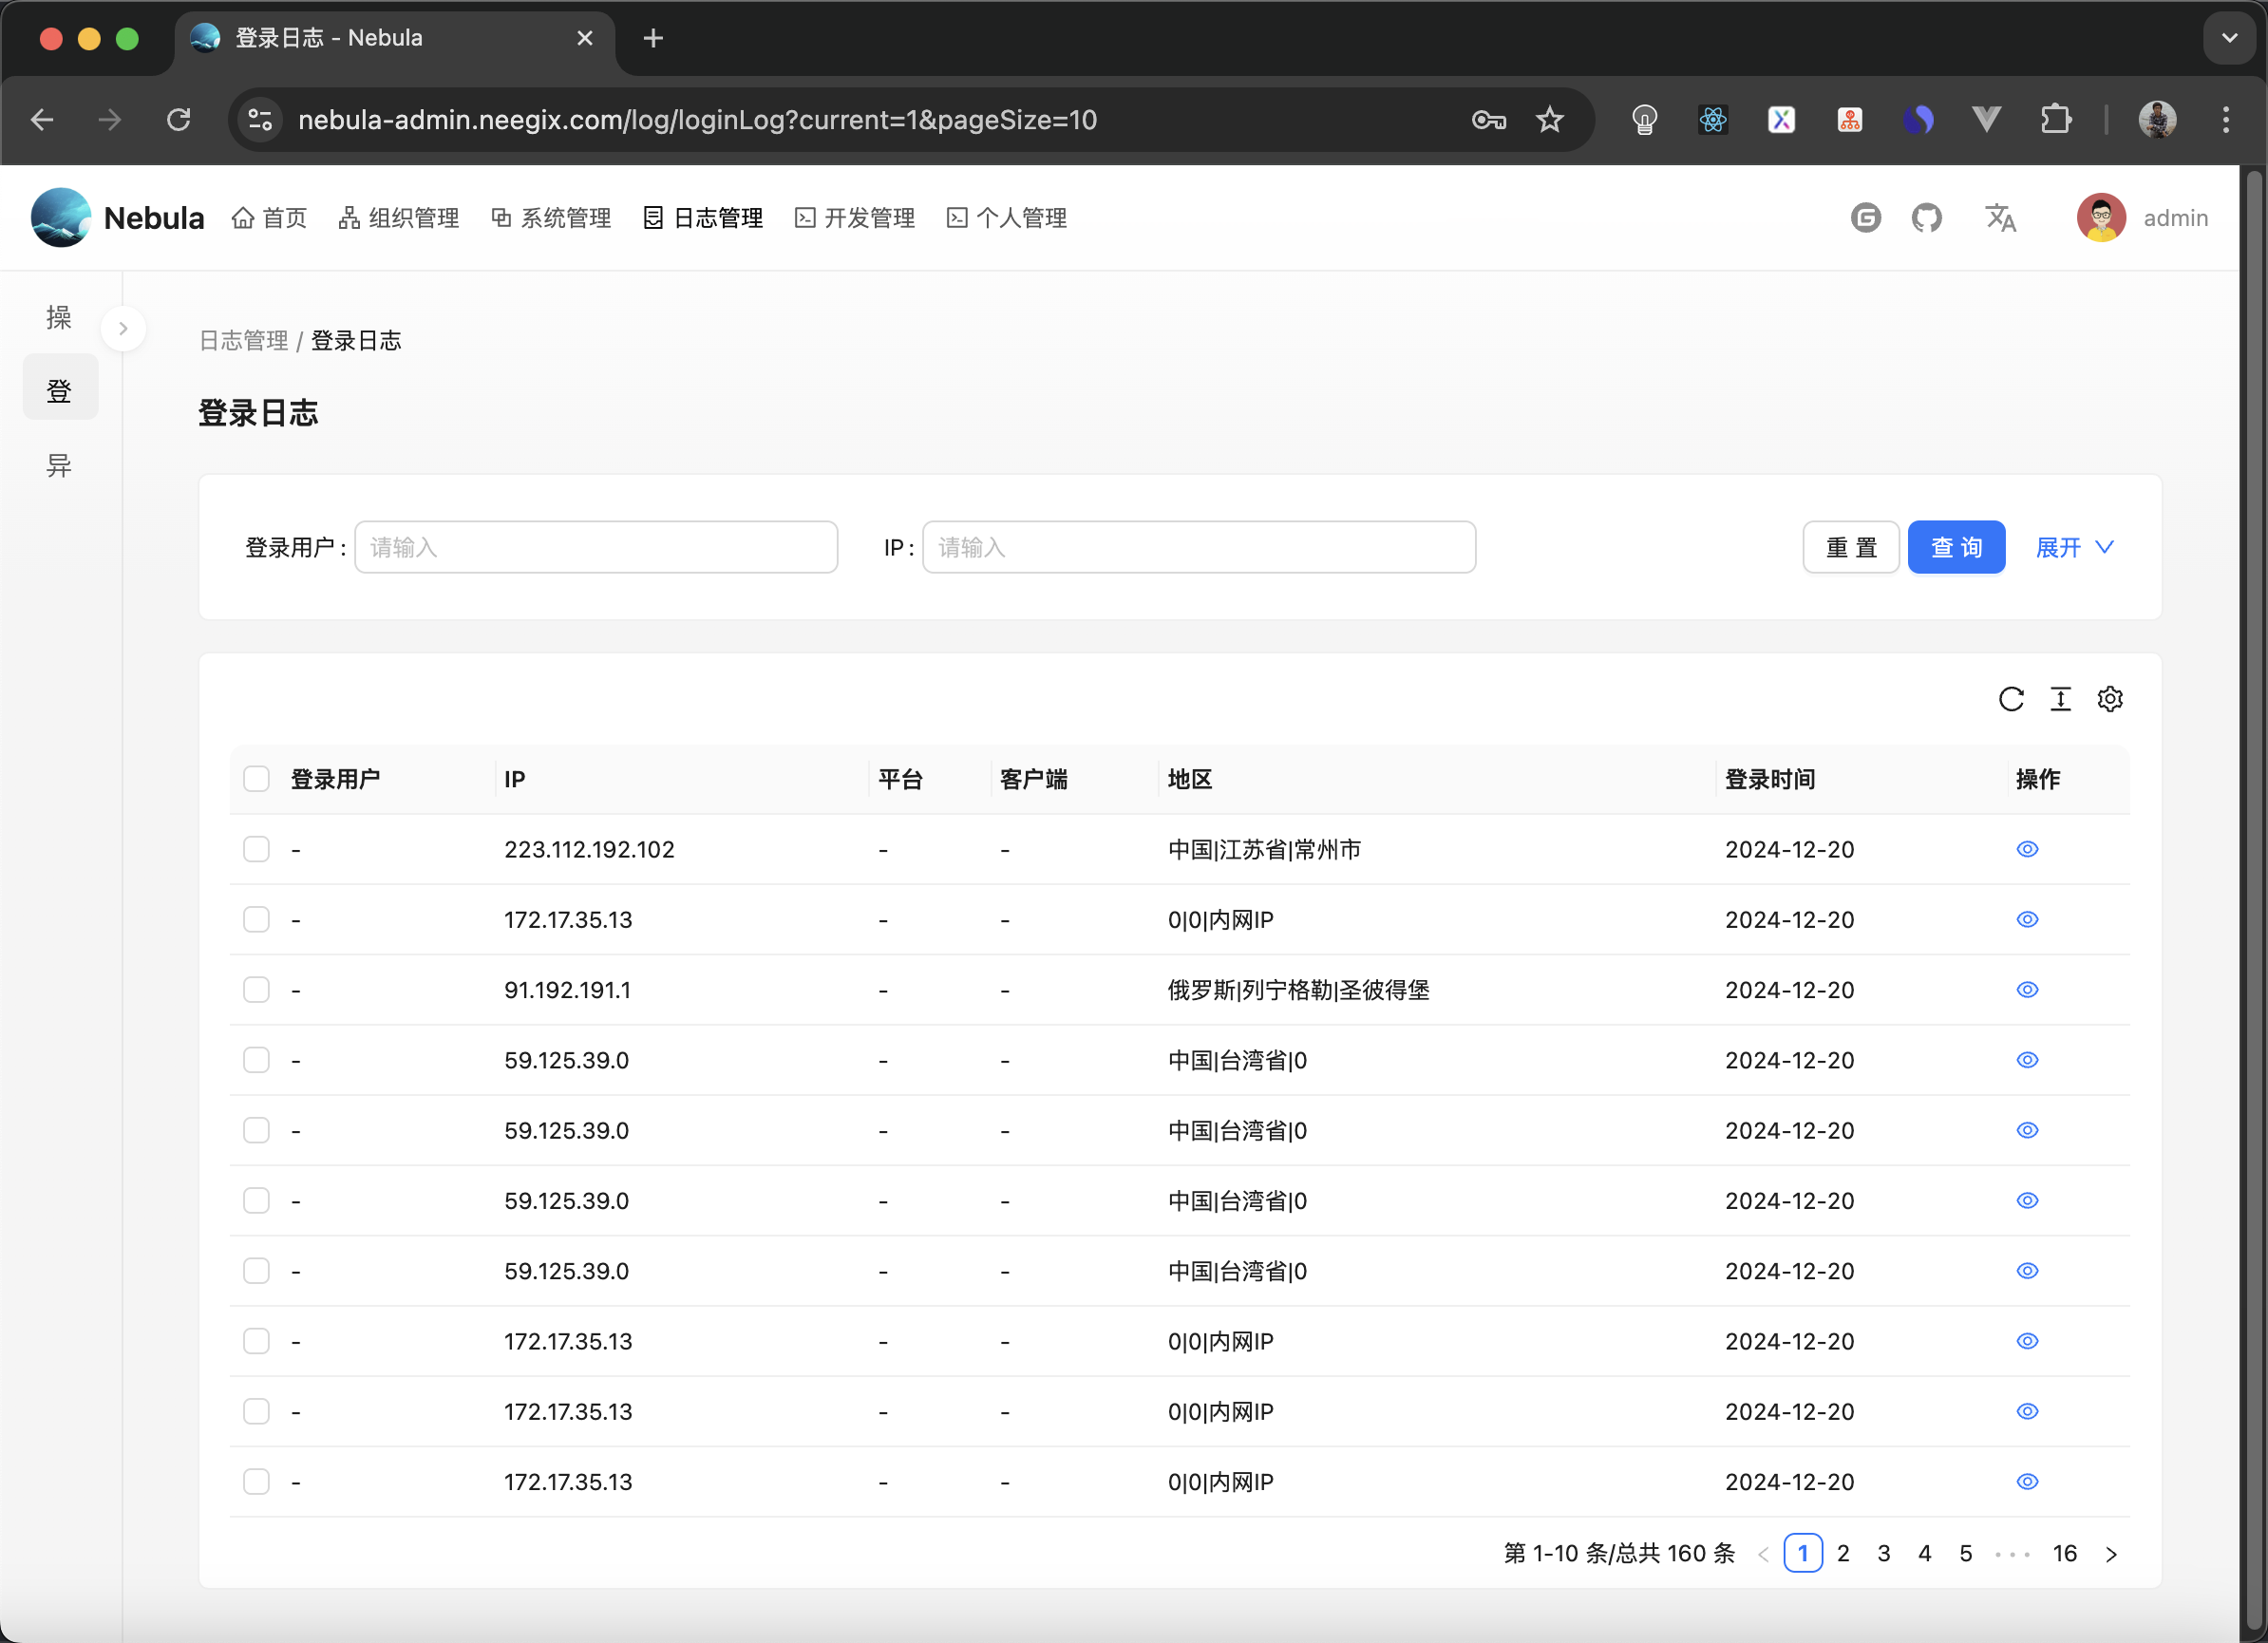 登录日志 - Nebula
nebula-admin.neegix.com/log/loginLog?current=1&pageSize=10
Nebula 首页 组织管理 系统管理 日志管理 开发管理 个人管理 admin
操
登
异
日志管理 / 登录日志
登录日志
登录用户 : 请输入 IP : 请输入 重 置 查 询 展开
登录用户 IP 平台 客户端 地区 登录时间 操作
- 223.112.192.102 - - 中国|江苏省|常州市 2024-12-20
- 172.17.35.13 - - 0|0|内网IP 2024-12-20
- 91.192.191.1 - - 俄罗斯|列宁格勒|圣彼得堡 2024-12-20
- 59.125.39.0 - - 中国|台湾省|0 2024-12-20
- 59.125.39.0 - - 中国|台湾省|0 2024-12-20
- 59.125.39.0 - - 中国|台湾省|0 2024-12-20
- 59.125.39.0 - - 中国|台湾省|0 2024-12-20
- 172.17.35.13 - - 0|0|内网IP 2024-12-20
- 172.17.35.13 - - 0|0|内网IP 2024-12-20
- 172.17.35.13 - - 0|0|内网IP 2024-12-20
第 1-10 条/总共 160 条 < 1 2 3 4 5 ··· 16 >